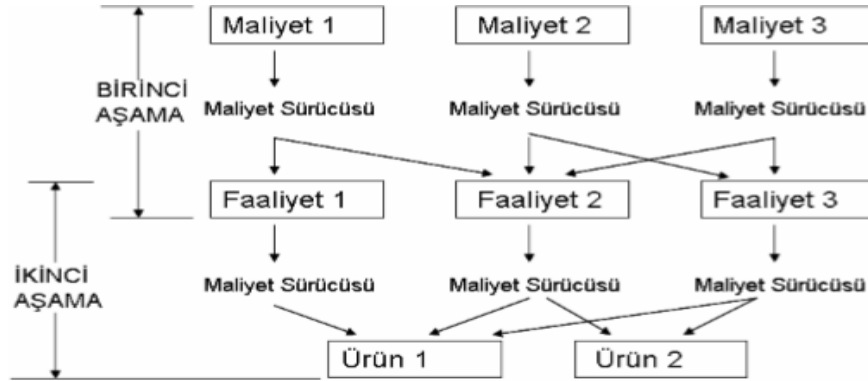 Maliyet 1 Maliyet 2 Maliyet 3
BİRİNCİ
AŞAMA
Maliyet Sürücüsü Maliyet Sürücüsü Maliyet Sürücüsü
Faaliyet 1 Faaliyet 2 Faaliyet 3
İKİNCİ
AŞAMA
Maliyet Sürücüsü Maliyet Sürücüsü Maliyet Sürücüsü
Ürün 1 Ürün 2